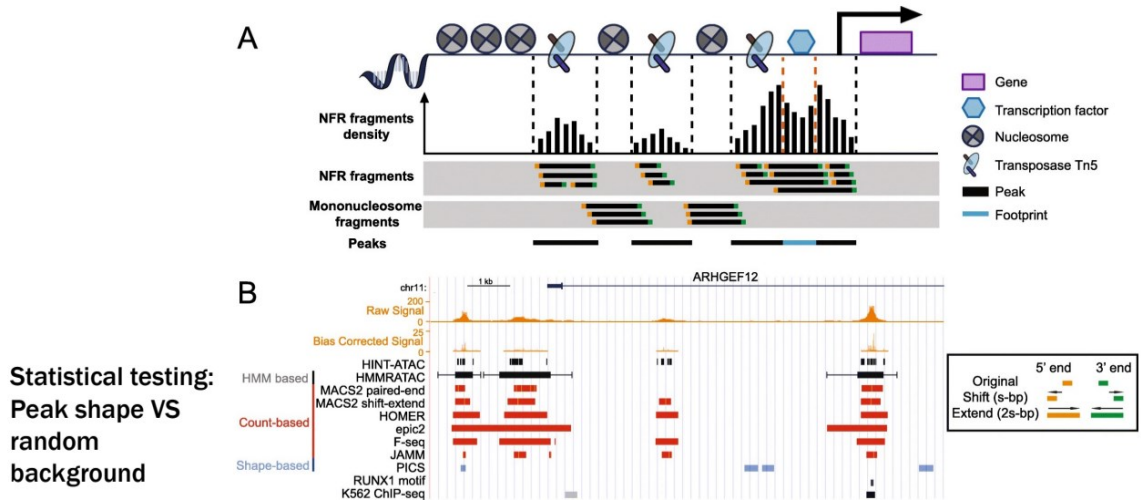 A
NFR fragments
density
NFR fragments
Mononucleosome
fragments
Peaks
Gene
Transcription factor
Nucleosome
Transposase Tn5
Peak
Footprint
B
ARHGEF12
chr11:
1 kb
200
Raw Signal
0
25
Bias Corrected Signal
0
HINT-ATAC
HMM based
HMMRATAC
MACS2 paired-end
MACS2 shift-extend
Count-based
HOMER
epic2
F-seq
JAMM
Shape-based
PICS
RUNX1 motif
K562 ChIP-seq
Statistical testing:
Peak shape VS
random
background
5' end 3' end
Original
Shift (s-bp)
Extend (2s-bp)